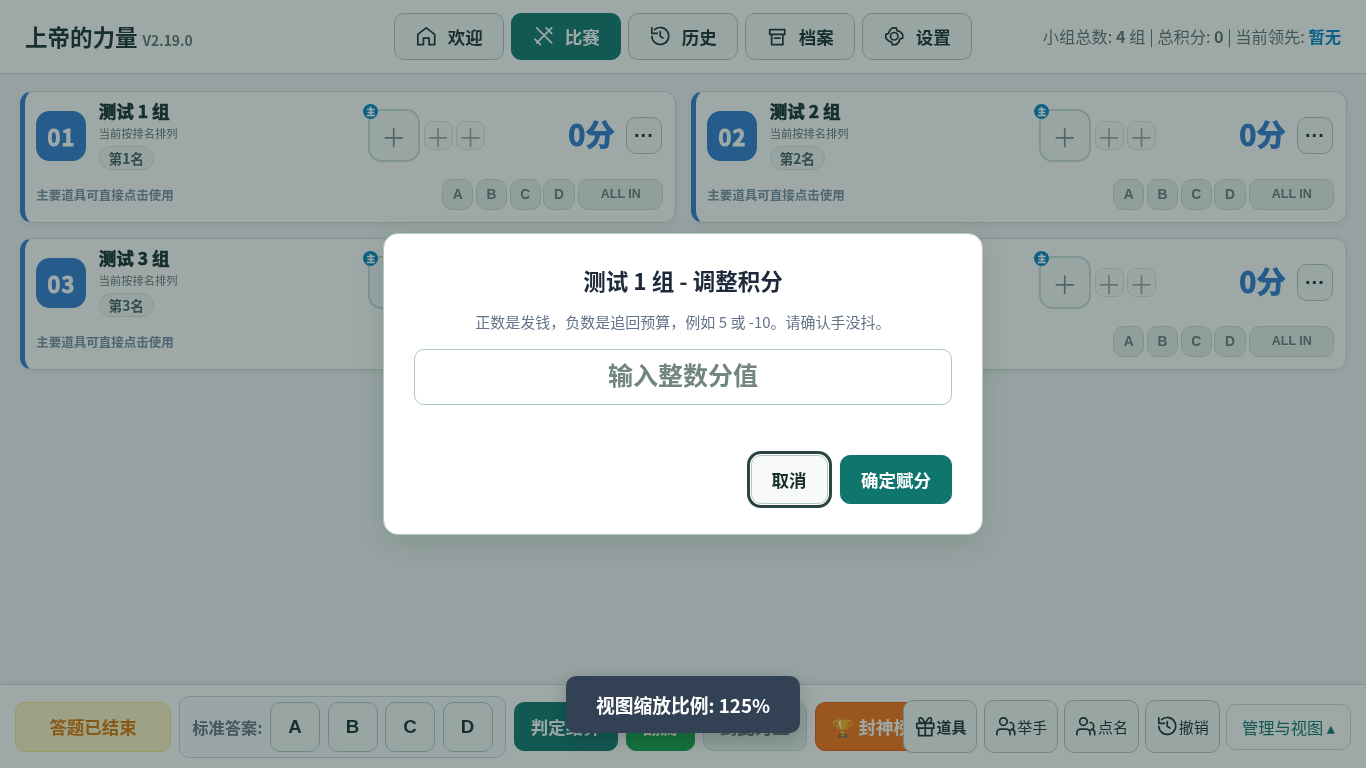 上帝的力量 V2.19.0
欢迎
比赛
历史
档案
设置
小组总数: 4 组 | 总积分: 0 | 当前领先: 暂无
01
测试 1 组
当前按排名排列
第1名
主
0分
...
主要道具可直接点击使用
A
B
C
D
ALL IN
02
测试 2 组
当前按排名排列
第2名
主
0分
...
主要道具可直接点击使用
A
B
C
D
ALL IN
03
测试 3 组
当前按排名排列
第3名
主
主要道具可直接点击使用
主
0分
...
A
B
C
D
ALL IN
测试 1 组 - 调整积分
正数是发钱，负数是追回预算，例如 5 或 -10。请确认手没抖。
输入整数分值
取消
确定赋分
视图缩放比例: 125%
答题已结束
标准答案:
A
B
C
D
判定
🏆 封神榜
道具
举手
点名
撤销
管理与视图 ▴